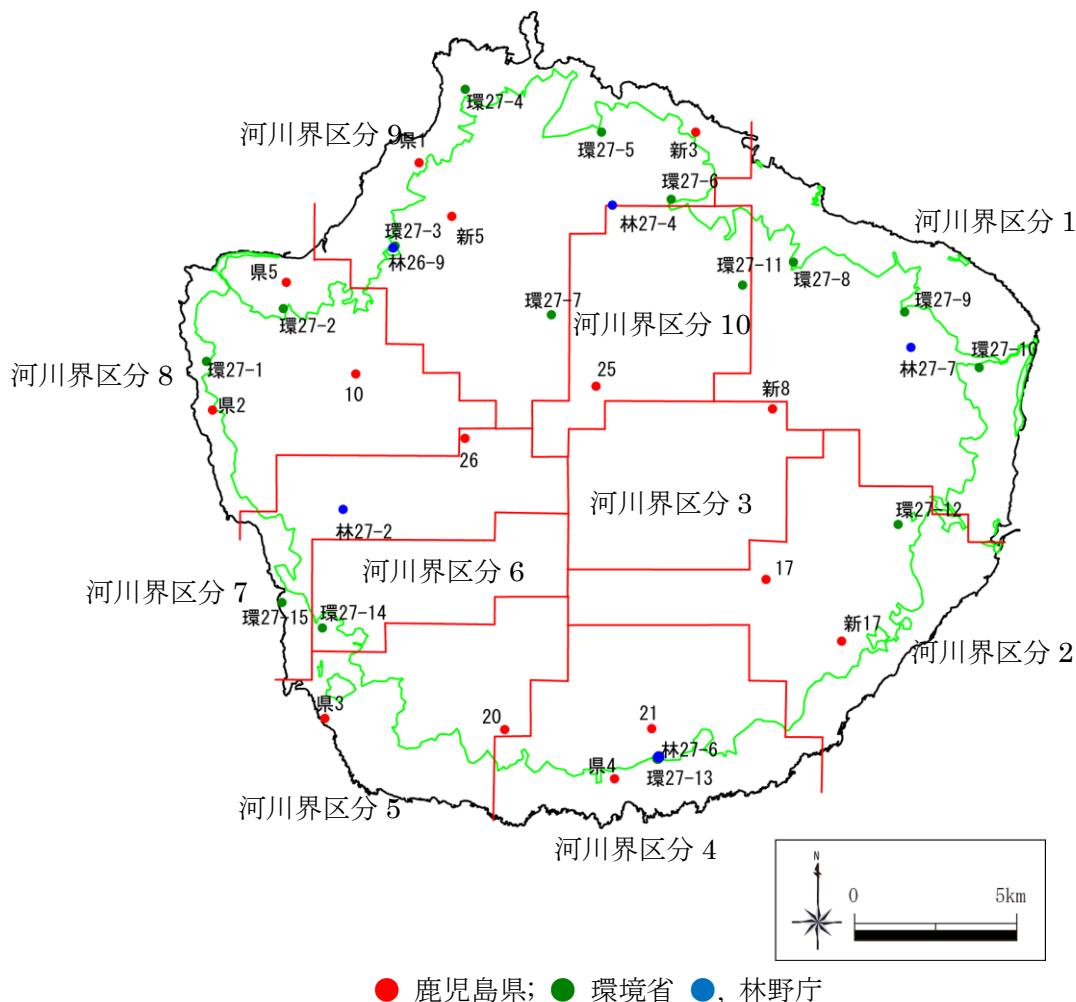 環27-4
河川界区分 9
県1
環27-5
新3
環27-6
林27-4
河川界区分 1
新5
環27-3
林26-9
環27-11
環27-8
県5
環27-2
環27-7
河川界区分 10
環27-9
林27-7
環27-10
河川界区分 8
環27-1
10
25
新8
県2
26
林27-2
河川界区分 3
環27-12
河川界区分 6
17
河川界区分 7
環27-15
環27-14
新17
河川界区分 2
県3
20
21
林27-6
県4
環27-13
河川界区分 5
河川界区分 4
N
0
5km
鹿児島県; 環境省 , 林野庁